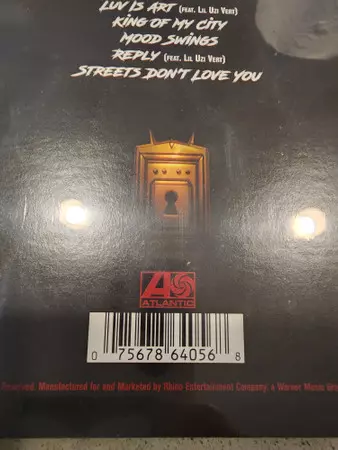 LUV IS ART (FEAT. LIL UZI VERT)
KING OF MY CITY
MOOD SWINGS
REPLY (FEAT. LIL UZI VERT)
STREETS DON'T LOVE YOU
ATLANTIC
0 75678 64056 8
Reserved. Manufactured for and Marketed by Rhino Entertainment Company, a Warner Music Gro